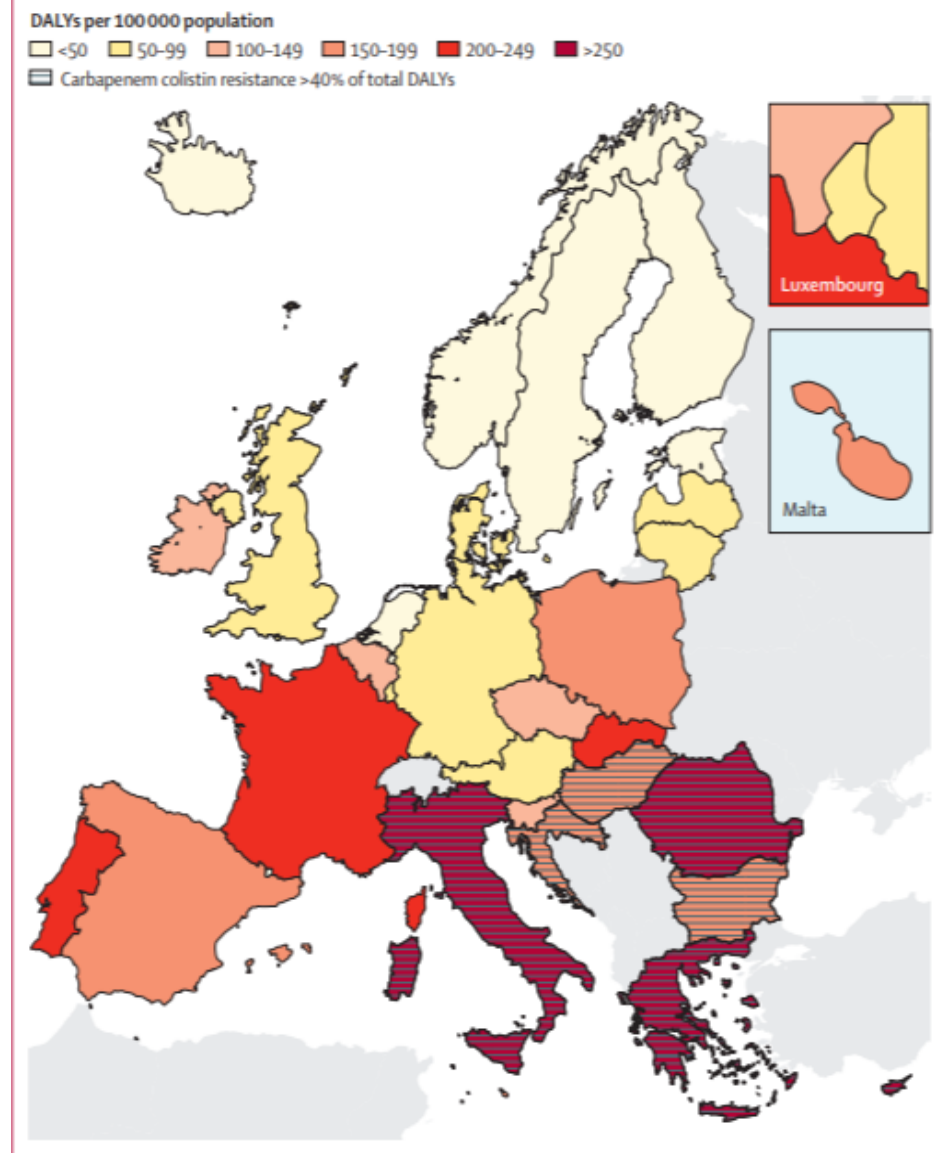 DALYs per 100 000 population
<50 50–99 100–149 150–199 200–249 >250
Carbapenem colistin resistance >40% of total DALYs
Luxembourg
Malta